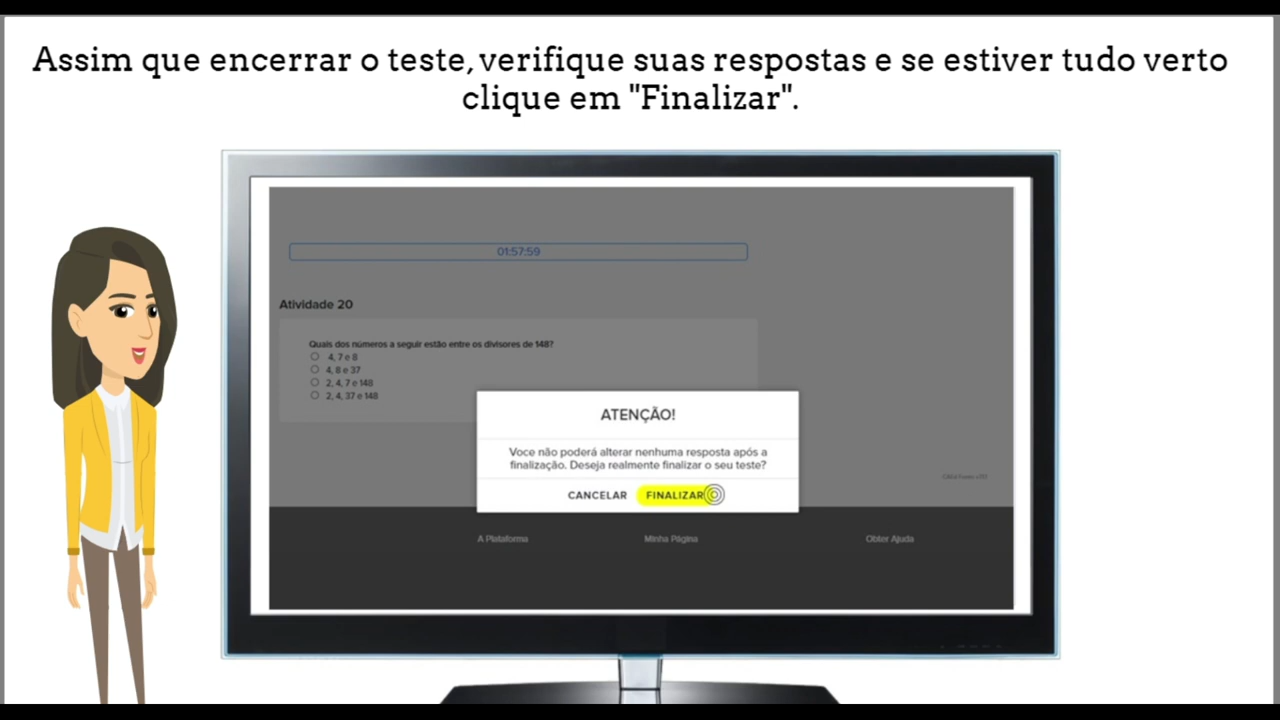 Assim que encerrar o teste, verifique suas respostas e se estiver tudo verto
clique em "Finalizar".
01:57:59
Atividade 20
Quais dos números a seguir estão entre os divisores de 148?
4, 7 e 8
4, 8 e 37
2, 4, 7 e 148
2, 4, 37 e 148
ATENÇÃO!
Voce não poderá alterar nenhuma resposta após a
finalização. Deseja realmente finalizar o seu teste?
CANCELAR FINALIZAR
A Plataforma Minha Página Obter Ajuda